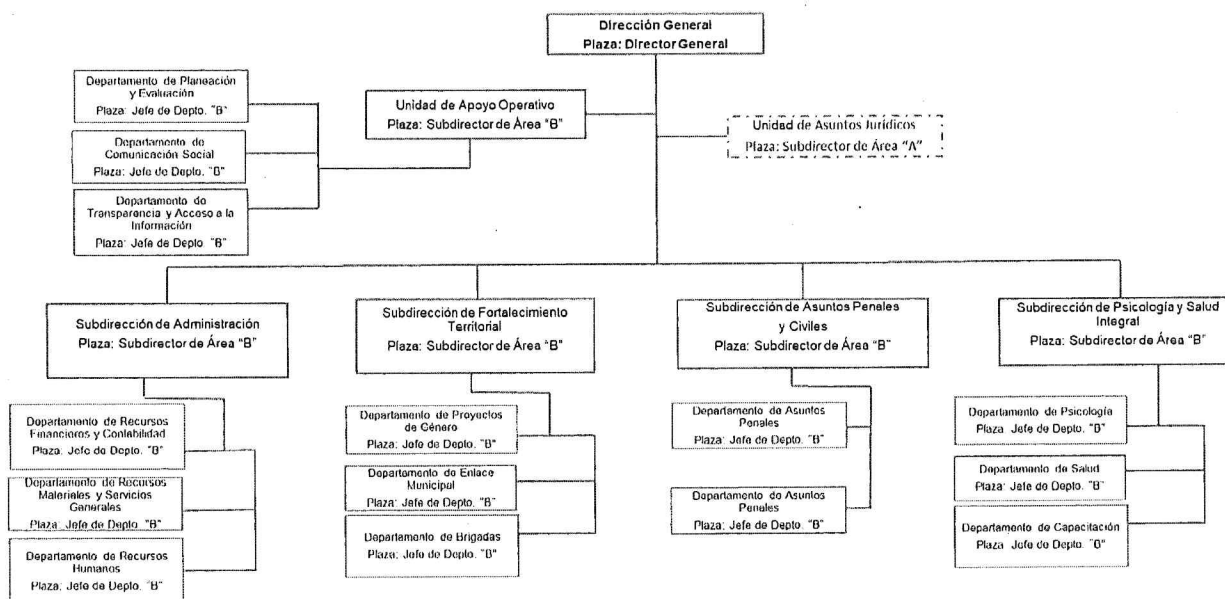 Dirección General
Plaza: Director General
Departamento de Planeación
y Evaluación
Plaza: Jefe de Depto. "B"
Unidad de Apoyo Operativo
Plaza: Subdirector de Área "B"
Unidad de Asuntos Jurídicos
Plaza: Subdirector de Área "A"
Departamento de
Comunicación Social
Plaza: Jefe de Depto. "B"
Departamento de
Transparencia y Acceso a la
Información
Plaza: Jefe de Depto. "B"
Subdirección de Administración
Plaza: Subdirector de Área "B"
Subdirección de Fortalecimiento
Territorial
Plaza: Subdirector de Área "B"
Subdirección de Asuntos Penales
y Civiles
Plaza: Subdirector de Área "B"
Subdirección de Psicología y Salud
Integral
Plaza: Subdirector de Área "B"
Departamento de Recursos
Financieros y Contabilidad
Plaza: Jefe de Depto. "B"
Departamento de Recursos
Materiales y Servicios
Generales
Plaza: Jefe de Depto. "B"
Departamento de Recursos
Humanos
Plaza: Jefe de Depto. "B"
Departamento de Proyectos
de Género
Plaza: Jefe de Depto. "B"
Departamento de Enlace
Municipal
Plaza: Jefe de Depto. "B"
Departamento de Brigadas
Plaza: Jefe de Depto. "B"
Departamento de Asuntos
Penales
Plaza: Jefe de Depto. "B"
Departamento de Asuntos
Penales
Plaza: Jefe de Depto. "B"
Departamento de Psicología
Plaza: Jefe de Depto. "B"
Departamento de Salud
Plaza: Jefe de Depto. "B"
Departamento de Capacitación
Plaza: Jefe de Depto. "B"